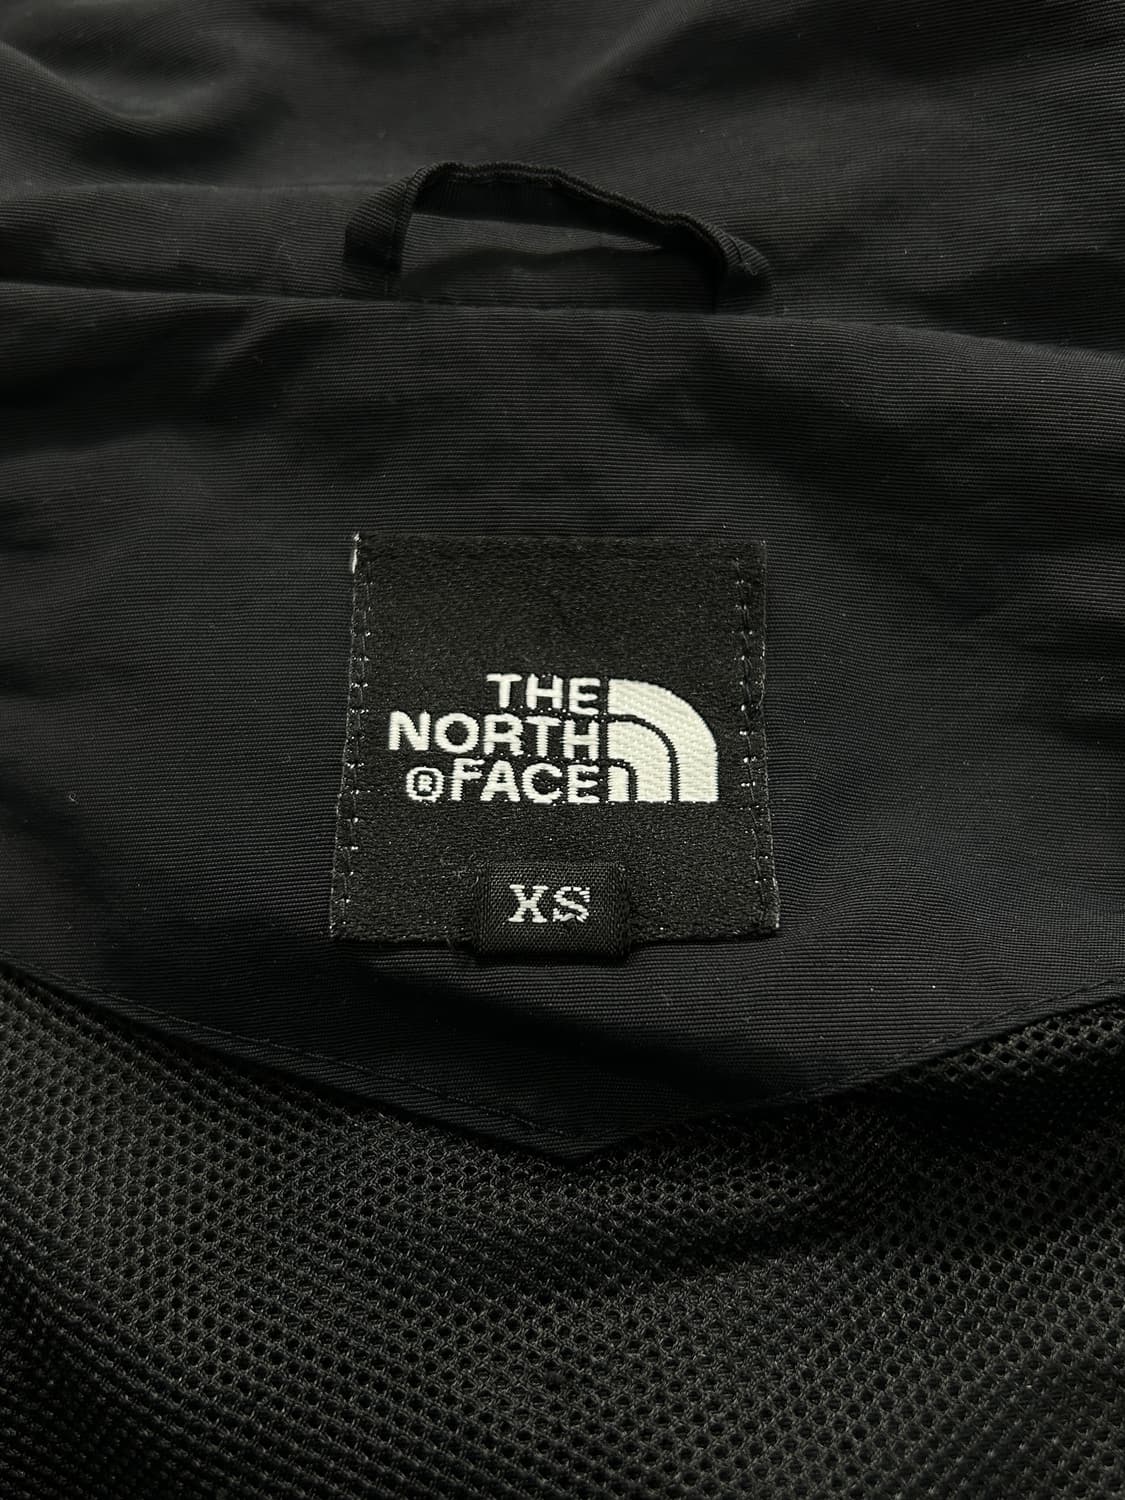 THE
NORTH
®FACE
XS